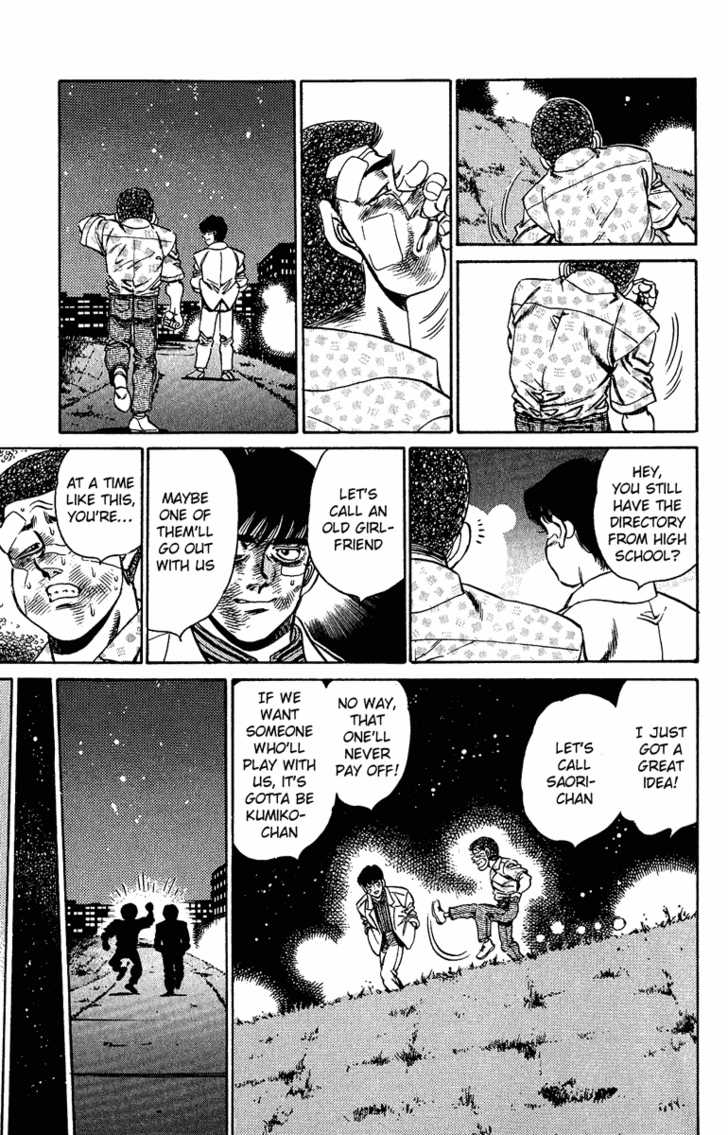 HEY,
YOU STILL
HAVE THE
DIRECTORY
FROM HIGH
SCHOOL?
LET'S
CALL AN
OLD GIRL-
FRIEND
MAYBE
ONE OF
THEM'LL
GO OUT
WITH US
AT A TIME
LIKE THIS,
YOU'RE...
I JUST
GOT A
GREAT
IDEA!
LET'S
CALL
SAORI-
CHAN
NO WAY,
THAT
ONE'LL
NEVER
PAY OFF!
IF WE
WANT
SOMEONE
WHO'LL
PLAY WITH
US, IT'S
GOTTA BE
KUMIKO-
CHAN